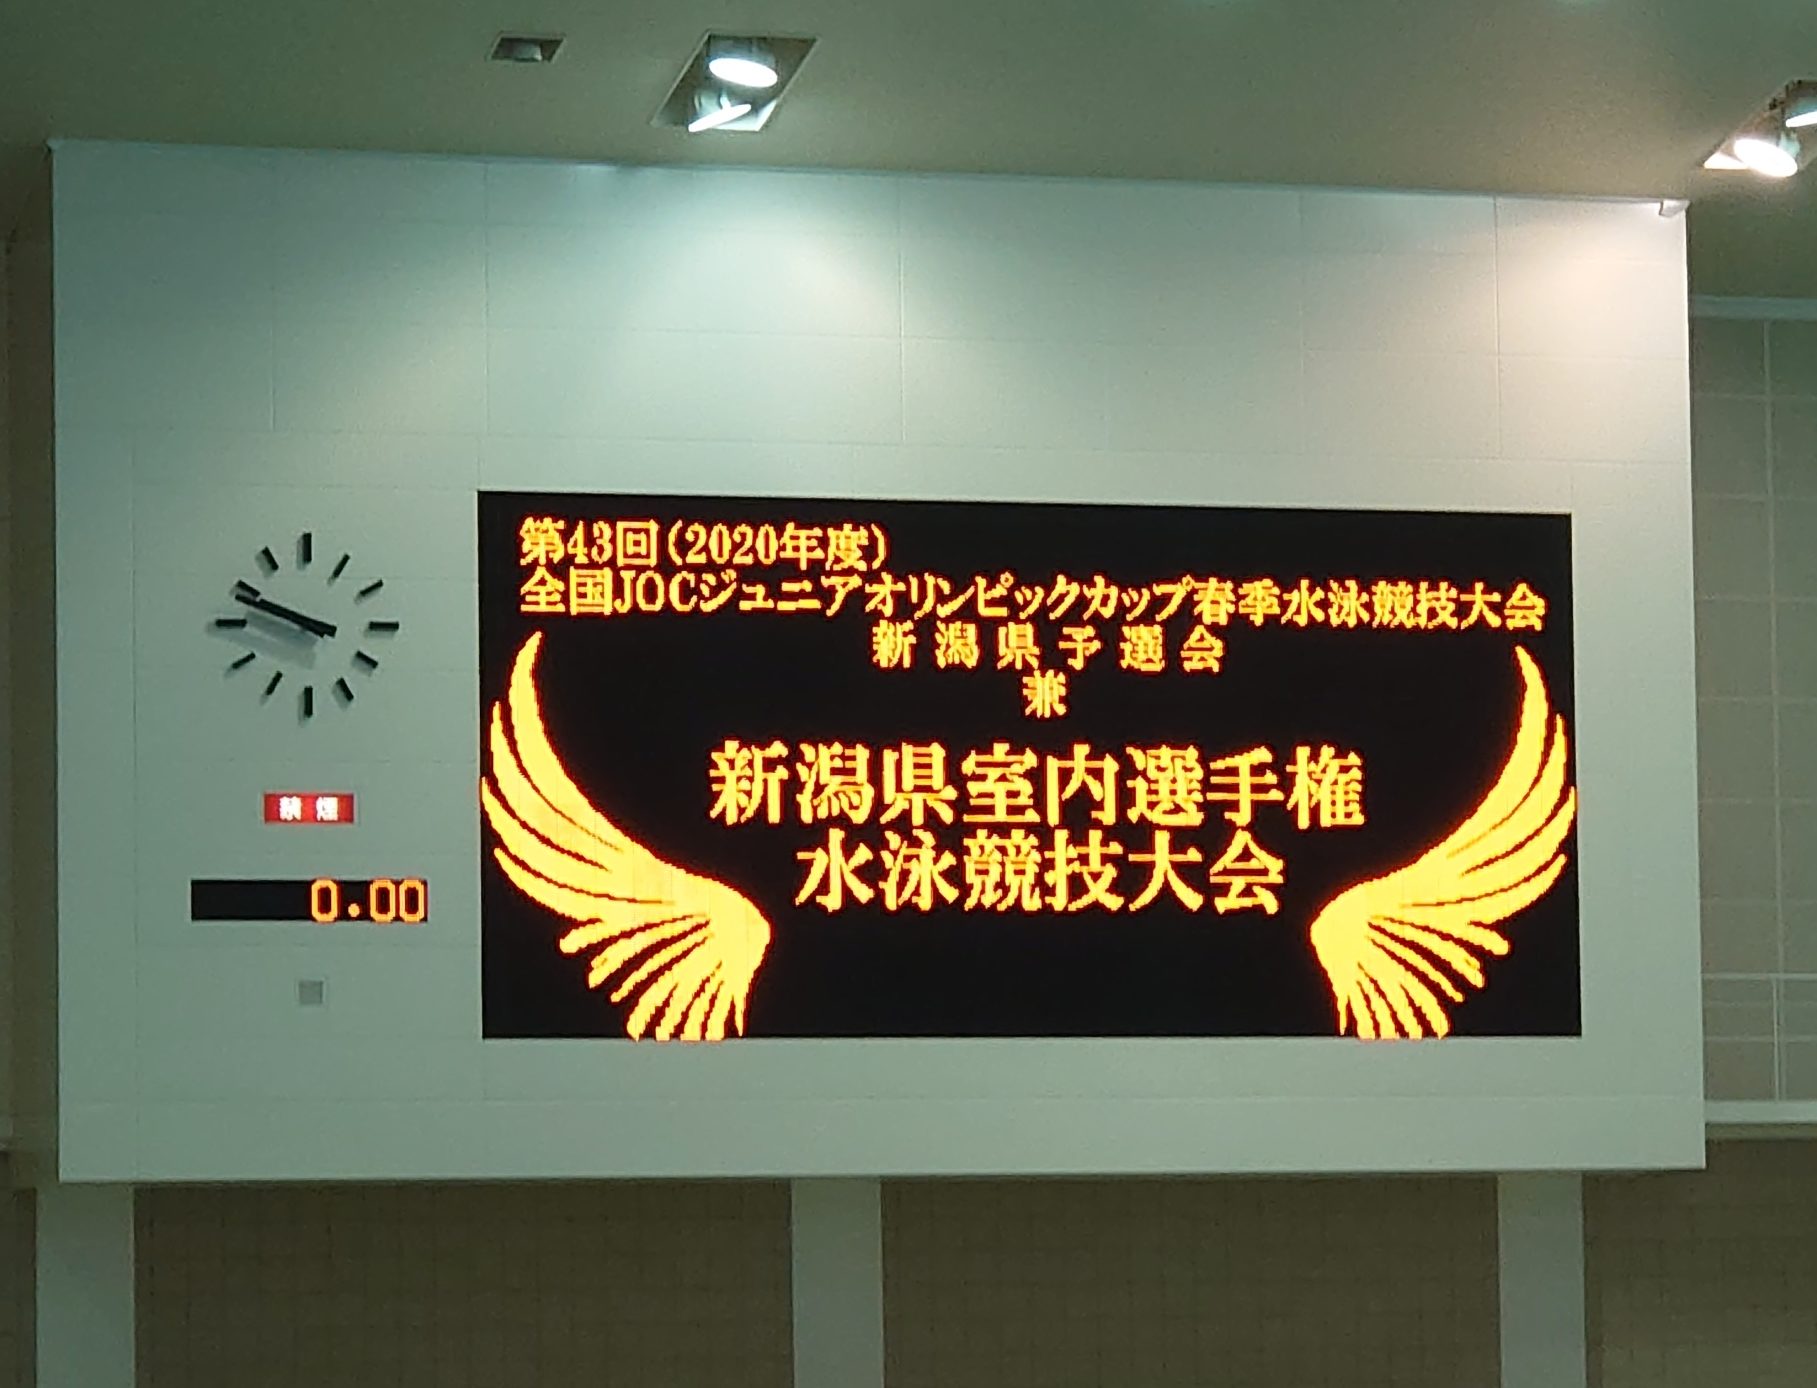 第43回(2020年度)
全国JOCジュニアオリンピックカップ春季水泳競技大会
新潟県予選会
兼
新潟県室内選手権
水泳競技大会
禁煙
0.00